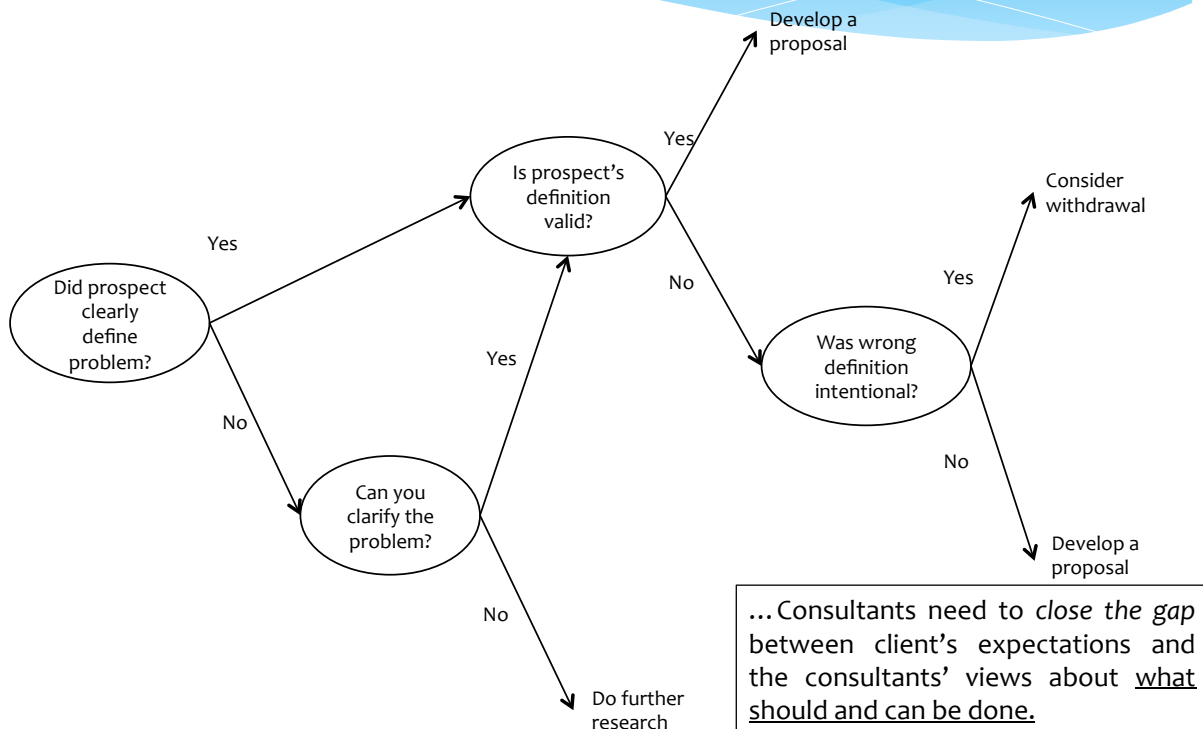 Develop a
proposal
Yes
Is prospect’s
definition
valid?
Consider
withdrawal
Yes
Did prospect
clearly
define
problem?
No
Yes
Was wrong
definition
intentional?
Yes
No
No
Can you
clarify the
problem?
Develop a
proposal
No
Do further
research
…Consultants need to close the gap
between client’s expectations and
the consultants’ views about what
should and can be done.